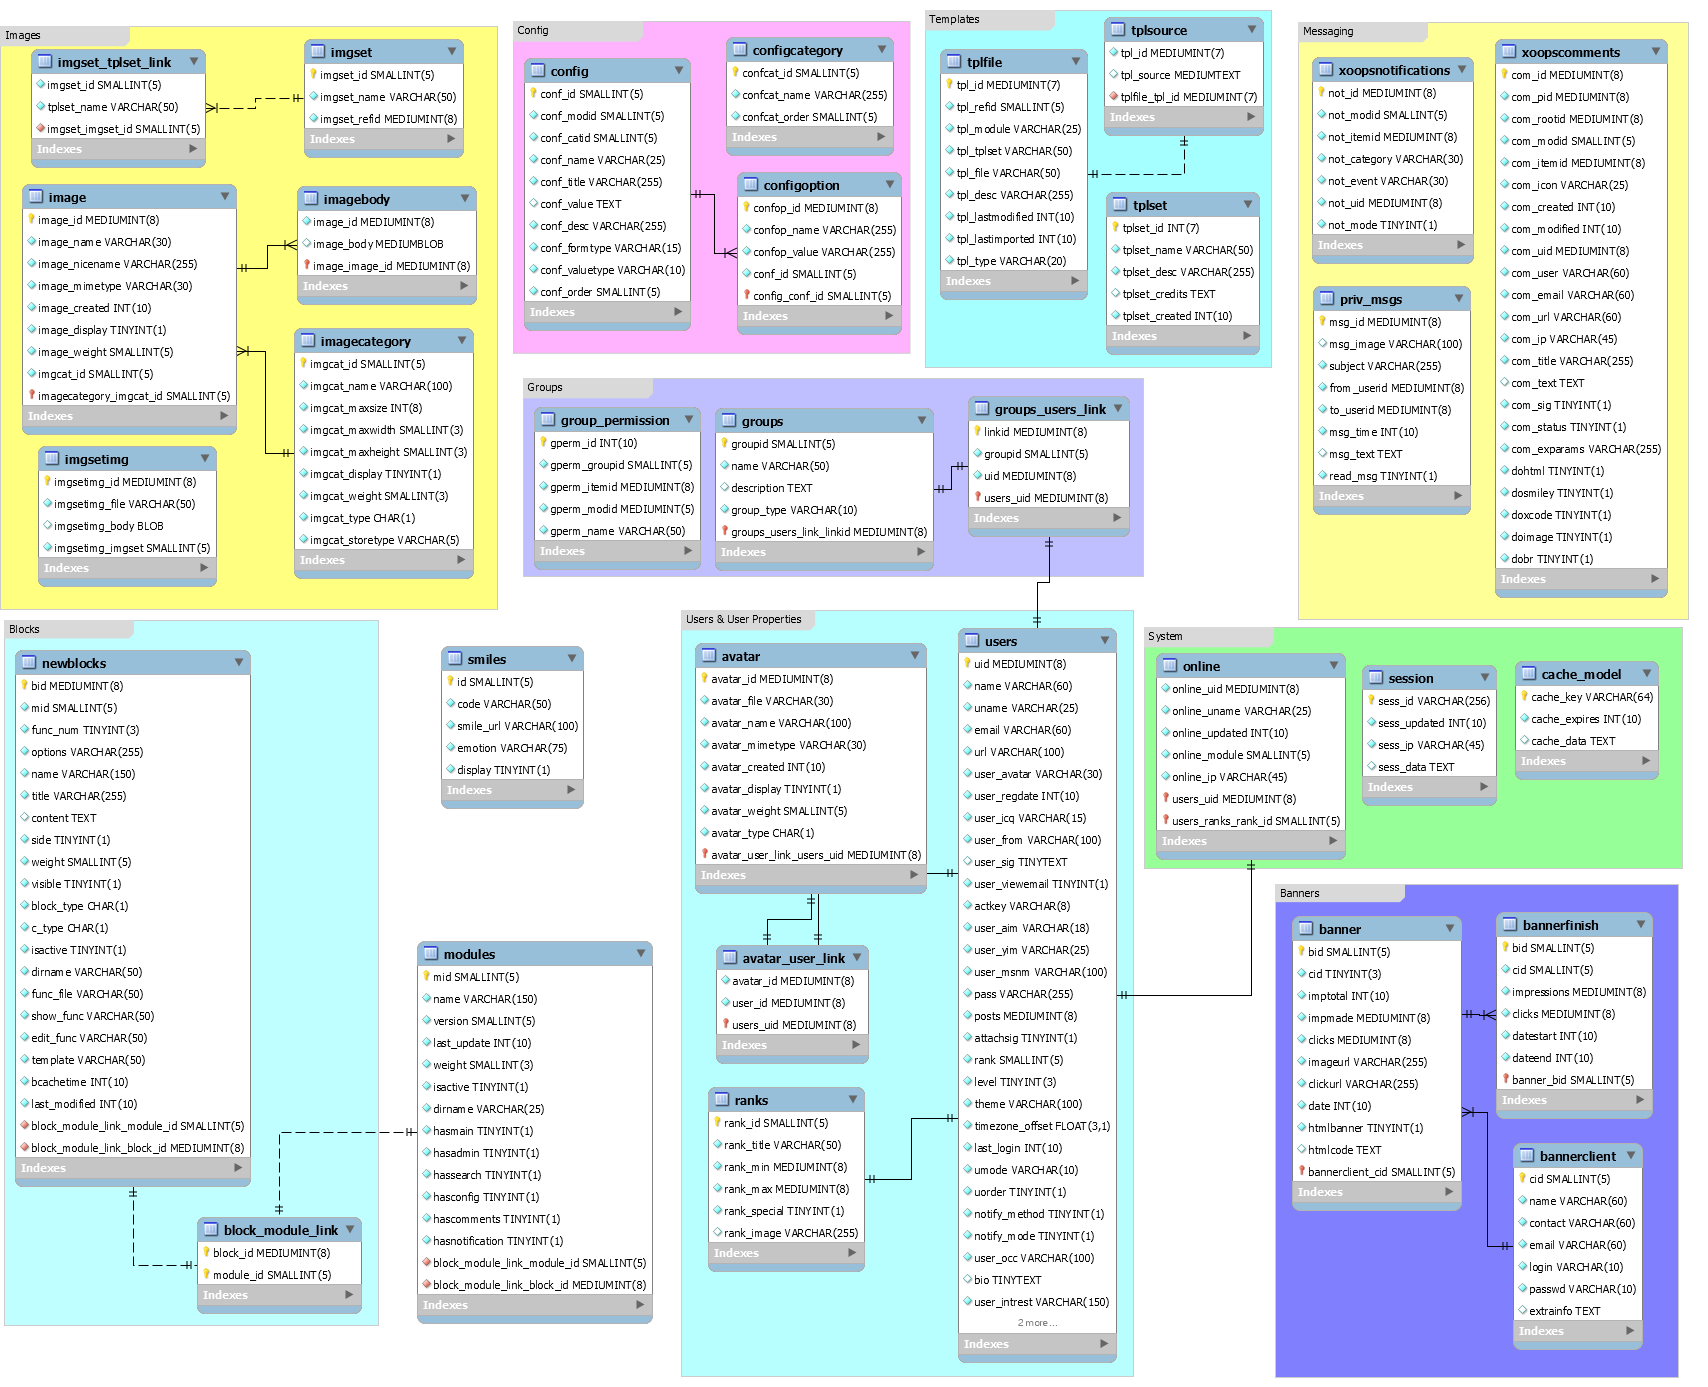 Images
imgset_tplset_link
imgset_id SMALLINT(5)
tplset_name VARCHAR(50)
imgset_imgset_id SMALLINT(5)
Indexes
imgset
imgset_id SMALLINT(5)
imgset_name VARCHAR(50)
imgset_refid MEDIUMINT(8)
Indexes
image
image_id MEDIUMINT(8)
image_name VARCHAR(30)
image_nicename VARCHAR(255)
image_mimetype VARCHAR(30)
image_created INT(10)
image_display TINYINT(1)
image_weight SMALLINT(5)
imgcat_id SMALLINT(5)
imagecategory_imgcat_id SMALLINT(5)
Indexes
imagebody
image_id MEDIUMINT(8)
image_body MEDIUMBLOB
image_image_id MEDIUMINT(8)
Indexes
imagecategory
imgcat_id SMALLINT(5)
imgcat_name VARCHAR(100)
imgcat_maxsize INT(8)
imgcat_maxwidth SMALLINT(3)
imgcat_maxheight SMALLINT(3)
imgcat_display TINYINT(1)
imgcat_weight SMALLINT(3)
imgcat_type CHAR(1)
imgcat_storetype VARCHAR(5)
Indexes
imgsetimg
imgsetimg_id MEDIUMINT(8)
imgsetimg_file VARCHAR(50)
imgsetimg_body BLOB
imgsetimg_imgset SMALLINT(5)
Indexes
Config
config
conf_id SMALLINT(5)
conf_modid SMALLINT(5)
conf_catid SMALLINT(5)
conf_name VARCHAR(25)
conf_title VARCHAR(255)
conf_value TEXT
conf_desc VARCHAR(255)
conf_formtype VARCHAR(15)
conf_valuetype VARCHAR(10)
conf_order SMALLINT(5)
Indexes
configcategory
confcat_id SMALLINT(5)
confcat_name VARCHAR(255)
confcat_order SMALLINT(5)
Indexes
configoption
confop_id MEDIUMINT(8)
confop_name VARCHAR(255)
confop_value VARCHAR(255)
conf_id SMALLINT(5)
config_conf_id SMALLINT(5)
Indexes
Templates
tplfile
tpl_id MEDIUMINT(7)
tpl_refid SMALLINT(5)
tpl_module VARCHAR(25)
tpl_tplset VARCHAR(50)
tpl_file VARCHAR(50)
tpl_desc VARCHAR(255)
tpl_lastmodified INT(10)
tpl_lastimported INT(10)
tpl_type VARCHAR(20)
Indexes
tplsource
tpl_id MEDIUMINT(7)
tpl_source MEDIUMTEXT
tplfile_tpl_id MEDIUMINT(7)
Indexes
tplset
tplset_id INT(7)
tplset_name VARCHAR(50)
tplset_desc VARCHAR(255)
tplset_credits TEXT
tplset_created INT(10)
Indexes
Messaging
xoopsnotifications
not_id MEDIUMINT(8)
not_modid SMALLINT(5)
not_itemid MEDIUMINT(8)
not_category VARCHAR(30)
not_event VARCHAR(30)
not_uid MEDIUMINT(8)
not_mode TINYINT(1)
Indexes
priv_msgs
msg_id MEDIUMINT(8)
msg_image VARCHAR(100)
subject VARCHAR(255)
from_userid MEDIUMINT(8)
to_userid MEDIUMINT(8)
msg_time INT(10)
msg_text TEXT
read_msg TINYINT(1)
Indexes
xoopscomments
com_id MEDIUMINT(8)
com_pid MEDIUMINT(8)
com_rootid MEDIUMINT(8)
com_modid SMALLINT(5)
com_itemid MEDIUMINT(8)
com_icon VARCHAR(25)
com_created INT(10)
com_modified INT(10)
com_uid MEDIUMINT(8)
com_user VARCHAR(60)
com_email VARCHAR(60)
com_url VARCHAR(60)
com_ip VARCHAR(45)
com_title VARCHAR(255)
com_text TEXT
com_sig TINYINT(1)
com_status TINYINT(1)
com_exparams VARCHAR(255)
dohtml TINYINT(1)
dosmiley TINYINT(1)
doxcode TINYINT(1)
doimage TINYINT(1)
dobr TINYINT(1)
Indexes
Groups
group_permission
gperm_id INT(10)
gperm_groupid SMALLINT(5)
gperm_itemid MEDIUMINT(8)
gperm_modid MEDIUMINT(5)
gperm_name VARCHAR(50)
Indexes
groups
groupid SMALLINT(5)
name VARCHAR(50)
description TEXT
group_type VARCHAR(10)
groups_users_link_linkid MEDIUMINT(8)
Indexes
groups_users_link
linkid MEDIUMINT(8)
groupid SMALLINT(5)
uid MEDIUMINT(8)
users_uid MEDIUMINT(8)
Indexes
Blocks
newblocks
bid MEDIUMINT(8)
mid SMALLINT(5)
func_num TINYINT(3)
options VARCHAR(255)
name VARCHAR(150)
title VARCHAR(255)
content TEXT
side TINYINT(1)
weight SMALLINT(5)
visible TINYINT(1)
block_type CHAR(1)
c_type CHAR(1)
isactive TINYINT(1)
dirname VARCHAR(50)
func_file VARCHAR(50)
show_func VARCHAR(50)
edit_func VARCHAR(50)
template VARCHAR(50)
bcachetime INT(10)
last_modified INT(10)
block_module_link_module_id SMALLINT(5)
block_module_link_block_id MEDIUMINT(8)
Indexes
block_module_link
block_id MEDIUMINT(8)
module_id SMALLINT(5)
Indexes
smiles
id SMALLINT(5)
code VARCHAR(50)
smile_url VARCHAR(100)
emotion VARCHAR(75)
display TINYINT(1)
Indexes
modules
mid SMALLINT(5)
name VARCHAR(150)
version SMALLINT(5)
last_update INT(10)
weight SMALLINT(3)
isactive TINYINT(1)
dirname VARCHAR(25)
hasmain TINYINT(1)
hasadmin TINYINT(1)
hassearch TINYINT(1)
hasconfig TINYINT(1)
hascomments TINYINT(1)
hasnotification TINYINT(1)
block_module_link_module_id SMALLINT(5)
block_module_link_block_id MEDIUMINT(8)
Indexes
Users & User Properties
avatar
avatar_id MEDIUMINT(8)
avatar_file VARCHAR(30)
avatar_name VARCHAR(100)
avatar_mimetype VARCHAR(30)
avatar_created INT(10)
avatar_display TINYINT(1)
avatar_weight SMALLINT(5)
avatar_type CHAR(1)
avatar_user_link_users_uid MEDIUMINT(8)
Indexes
avatar_user_link
avatar_id MEDIUMINT(8)
user_id MEDIUMINT(8)
users_uid MEDIUMINT(8)
Indexes
ranks
rank_id SMALLINT(5)
rank_title VARCHAR(50)
rank_min MEDIUMINT(8)
rank_max MEDIUMINT(8)
rank_special TINYINT(1)
rank_image VARCHAR(255)
Indexes
users
uid MEDIUMINT(8)
name VARCHAR(60)
uname VARCHAR(25)
email VARCHAR(60)
url VARCHAR(100)
user_avatar VARCHAR(30)
user_regdate INT(10)
user_icq VARCHAR(15)
user_from VARCHAR(100)
user_sig TINYTEXT
user_viewemail TINYINT(1)
actkey VARCHAR(8)
user_aim VARCHAR(18)
user_yim VARCHAR(25)
user_msnm VARCHAR(100)
pass VARCHAR(255)
posts MEDIUMINT(8)
attachsig TINYINT(1)
rank SMALLINT(5)
level TINYINT(3)
theme VARCHAR(100)
timezone_offset FLOAT(3,1)
last_login INT(10)
umode VARCHAR(10)
uorder TINYINT(1)
notify_method TINYINT(1)
notify_mode TINYINT(1)
user_occ VARCHAR(100)
bio TINYTEXT
user_intrest VARCHAR(150)
2 more...
Indexes
System
online
online_uid MEDIUMINT(8)
online_uname VARCHAR(25)
online_updated INT(10)
online_module SMALLINT(5)
online_ip VARCHAR(45)
users_uid MEDIUMINT(8)
users_ranks_rank_id SMALLINT(5)
Indexes
session
sess_id VARCHAR(256)
sess_updated INT(10)
sess_ip VARCHAR(45)
sess_data TEXT
Indexes
cache_model
cache_key VARCHAR(64)
cache_expires INT(10)
cache_data TEXT
Indexes
Banners
banner
bid SMALLINT(5)
cid TINYINT(3)
imptotal INT(10)
impmade MEDIUMINT(8)
clicks MEDIUMINT(8)
imageurl VARCHAR(255)
clickurl VARCHAR(255)
date INT(10)
htmlbanner TINYINT(1)
htmlcode TEXT
bannerclient_cid SMALLINT(5)
Indexes
bannerfinish
bid SMALLINT(5)
cid SMALLINT(5)
impressions MEDIUMINT(8)
clicks MEDIUMINT(8)
datestart INT(10)
dateend INT(10)
banner_bid SMALLINT(5)
Indexes
bannerclient
cid SMALLINT(5)
name VARCHAR(60)
contact VARCHAR(60)
email VARCHAR(60)
login VARCHAR(10)
passwd VARCHAR(10)
extrainfo TEXT
Indexes